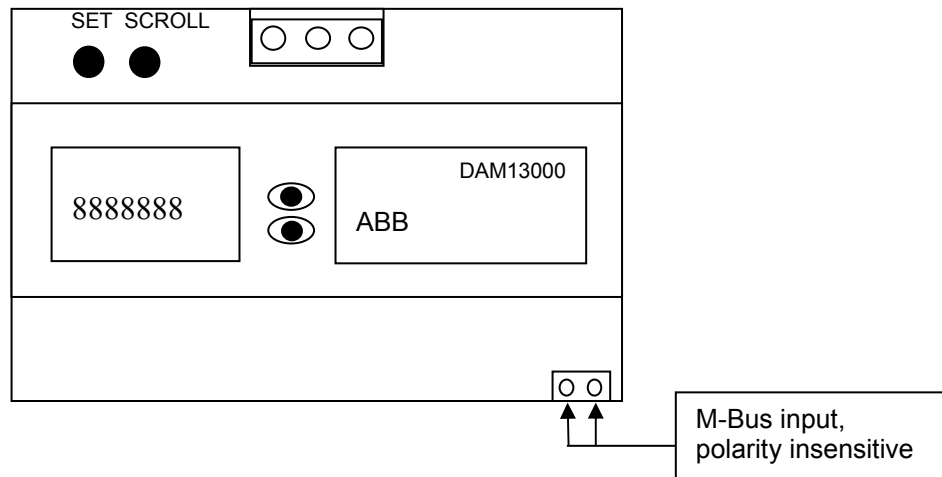 SET SCROLL
DAM13000
8888888
ABB
M-Bus input,
polarity insensitive